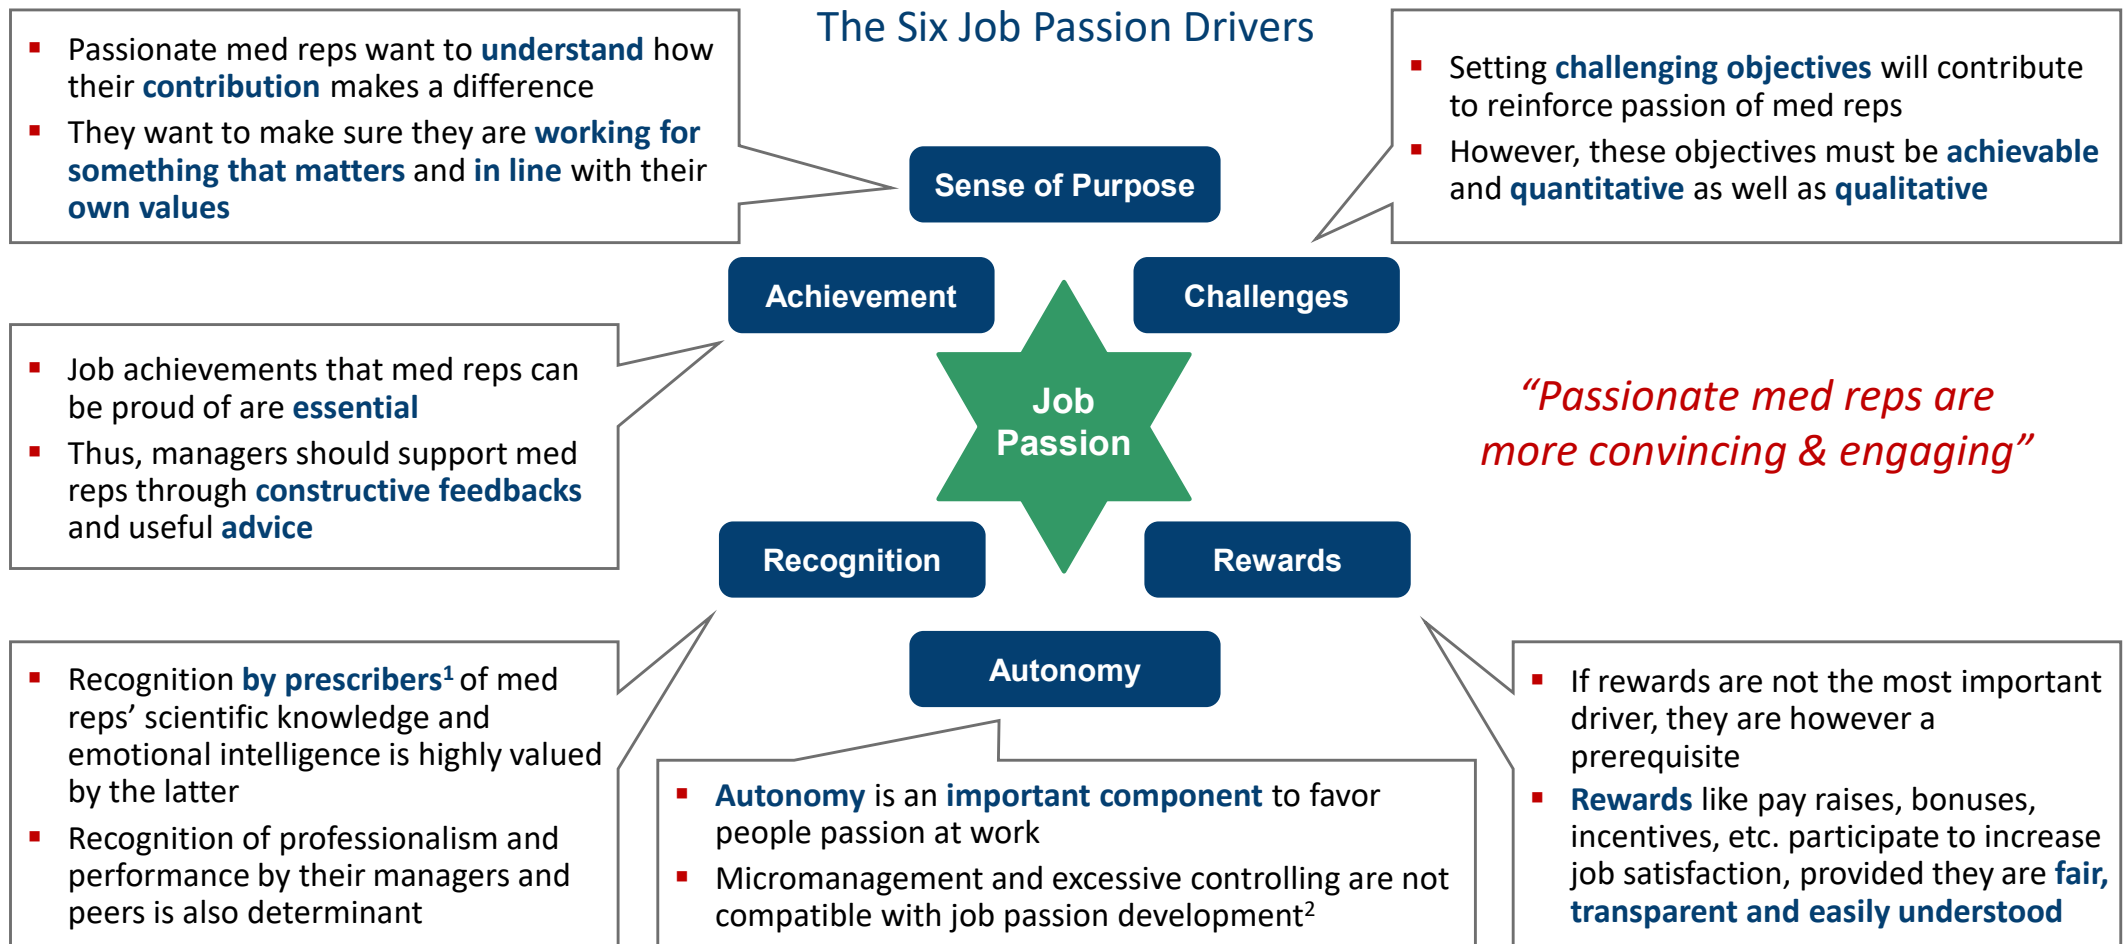 The Six Job Passion Drivers
▪ Passionate med reps want to understand how
their contribution makes a difference
▪ They want to make sure they are working for
something that matters and in line with their
own values
▪ Setting challenging objectives will contribute
to reinforce passion of med reps
▪ However, these objectives must be achievable
and quantitative as well as qualitative
Sense of Purpose
Achievement
Challenges
▪ Job achievements that med reps can
be proud of are essential
▪ Thus, managers should support med
reps through constructive feedbacks
and useful advice
Job
Passion
“Passionate med reps are
more convincing & engaging”
Recognition
Rewards
Autonomy
▪ Recognition by prescribers¹ of med
reps’ scientific knowledge and
emotional intelligence is highly valued
by the latter
▪ Recognition of professionalism and
performance by their managers and
peers is also determinant
▪ Autonomy is an important component to favor
people passion at work
▪ Micromanagement and excessive controlling are not
compatible with job passion development²
▪ If rewards are not the most important
driver, they are however a
prerequisite
▪ Rewards like pay raises, bonuses,
incentives, etc. participate to increase
job satisfaction, provided they are fair,
transparent and easily understood